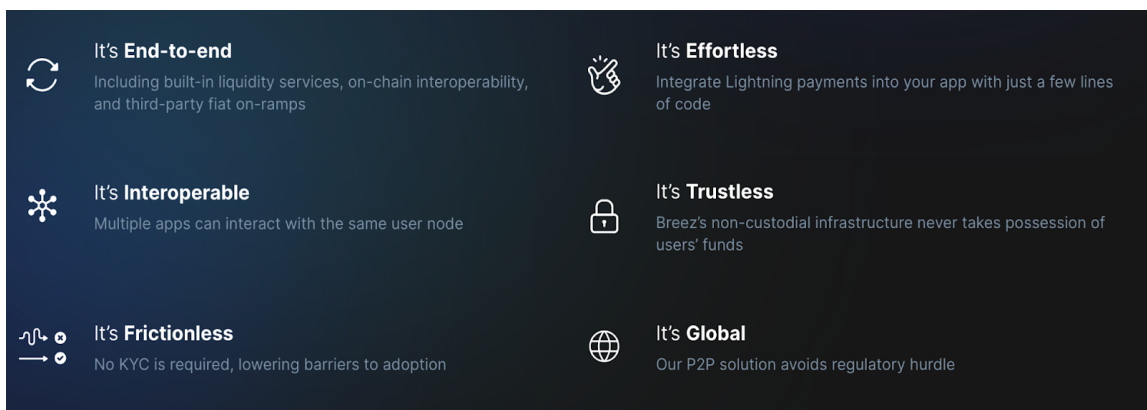 It's End-to-end
Including built-in liquidity services, on-chain interoperability,
and third-party fiat on-ramps
It's Effortless
Integrate Lightning payments into your app with just a few lines
of code
It's Interoperable
Multiple apps can interact with the same user node
It's Trustless
Breez's non-custodial infrastructure never takes possession of
users' funds
It's Frictionless
No KYC is required, lowering barriers to adoption
It's Global
Our P2P solution avoids regulatory hurdle